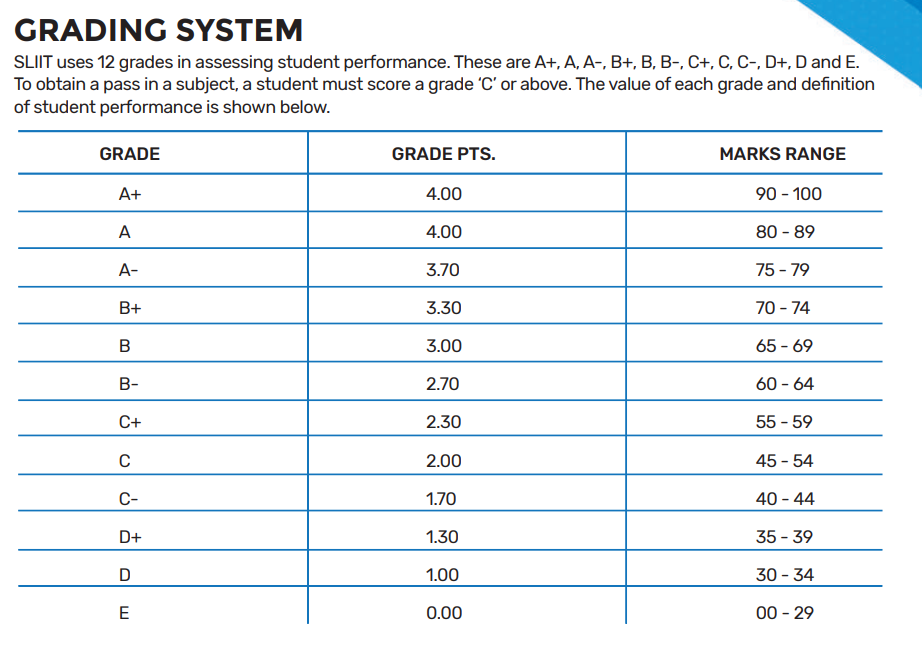 GRADING SYSTEM
SLIIT uses 12 grades in assessing student performance. These are A+, A, A-, B+, B, B-, C+, C, C-, D+, D and E.
To obtain a pass in a subject, a student must score a grade ‘C’ or above. The value of each grade and definition
of student performance is shown below.
GRADE GRADE PTS. MARKS RANGE
A+ 4.00 90 - 100
A 4.00 80 - 89
A- 3.70 75 - 79
B+ 3.30 70 - 74
B 3.00 65 - 69
B- 2.70 60 - 64
C+ 2.30 55 - 59
C 2.00 45 - 54
C- 1.70 40 - 44
D+ 1.30 35 - 39
D 1.00 30 - 34
E 0.00 00 - 29